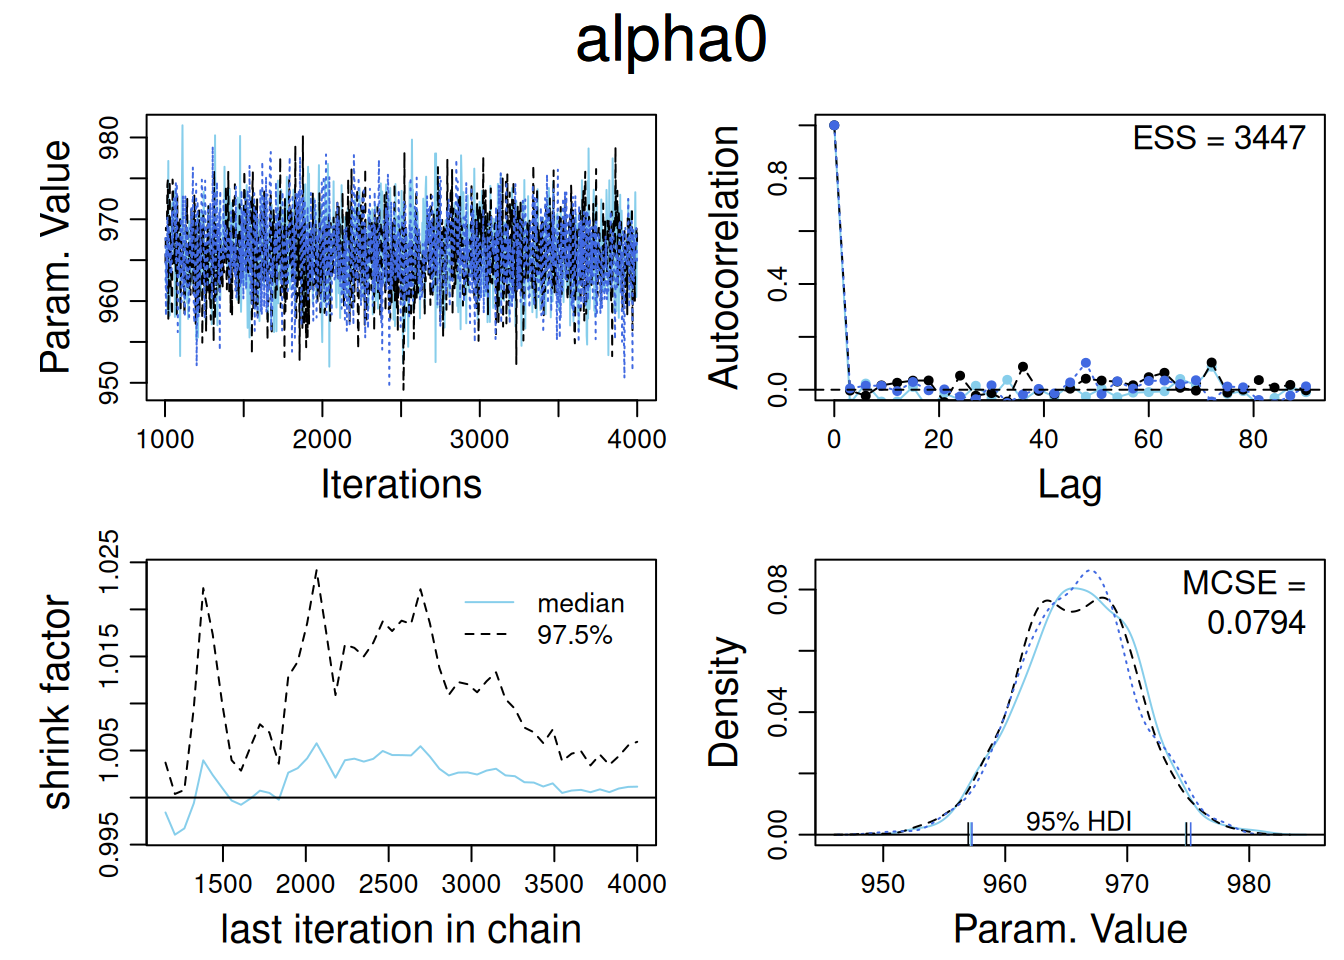 alpha0
Param. Value
950
960
970
980
1000
2000
3000
4000
Iterations
Autocorrelation
0.0
0.4
0.8
ESS = 3447
0
20
40
60
80
Lag
shrink factor
0.995
1.005
1.015
1.025
median
97.5%
1500
2000
2500
3000
3500
4000
last iteration in chain
Density
0.00
0.04
0.08
MCSE =
0.0794
95% HDI
950
960
970
980
Param. Value